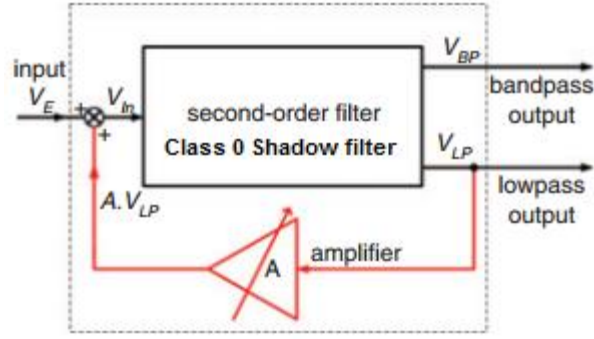 input
V_E
+
+
V_In
second-order filter
Class 0 Shadow filter
V_BP
bandpass
output
V_LP
lowpass
output
A.V_LP
amplifier
A